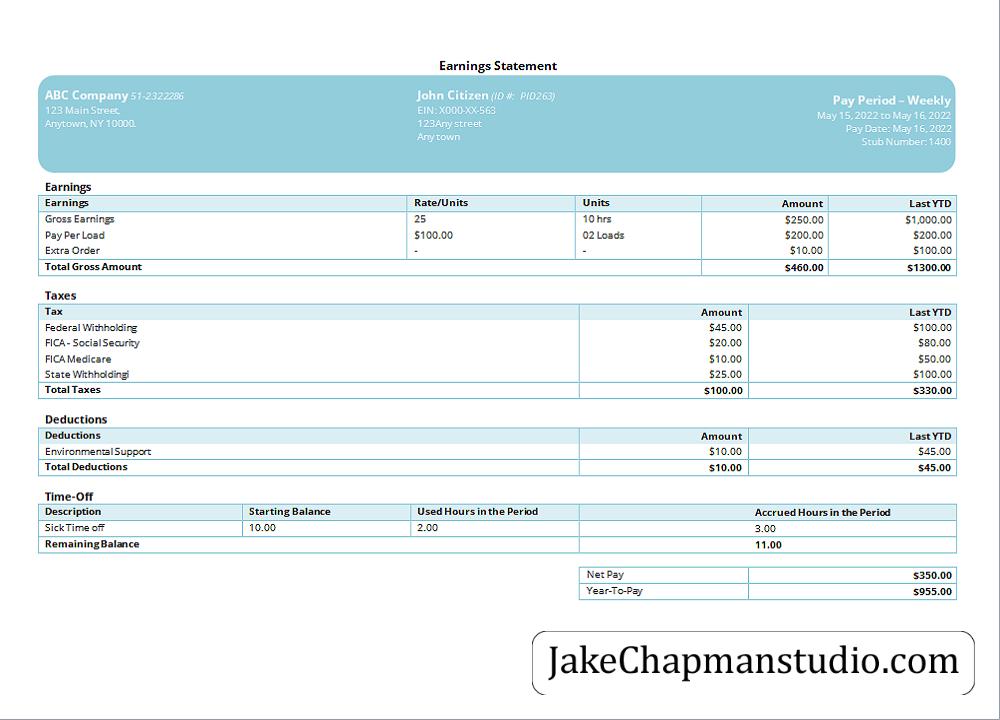 Earnings Statement
ABC Company 51-2322286
123 Main Street,
Anytown, NY 10000.
John Citizen (ID #: PID263)
EIN: X000-XX-563
123Any street
Any town
Pay Period – Weekly
May 15, 2022 to May 16, 2022
Pay Date: May 16, 2022
Stub Number: 1400
Earnings
Earnings Rate/Units Units Amount Last YTD
Gross Earnings 25 10 hrs $250.00 $1,000.00
Pay Per Load $100.00 02 Loads $200.00 $200.00
Extra Order - - $10.00 $100.00
Total Gross Amount $460.00 $1300.00
Taxes
Tax Amount Last YTD
Federal Withholding $45.00 $100.00
FICA - Social Security $20.00 $80.00
FICA Medicare $10.00 $50.00
State Withholdingl $25.00 $100.00
Total Taxes $100.00 $330.00
Deductions
Deductions Amount Last YTD
Environmental Support $10.00 $45.00
Total Deductions $10.00 $45.00
Time-Off
Description Starting Balance Used Hours in the Period Accrued Hours in the Period
Sick Time off 10.00 2.00 3.00
Remaining Balance 11.00
Net Pay $350.00
Year-To-Pay $955.00
JakeChapmanstudio.com